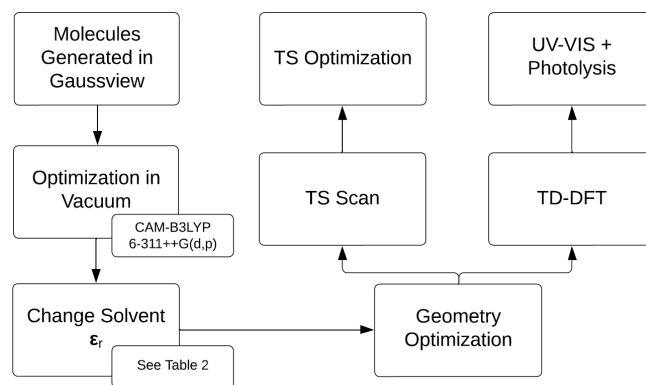 Molecules
Generated in
Gaussview
TS Optimization
UV-VIS +
Photolysis
Optimization in
Vacuum
CAM-B3LYP
6-311++G(d,p)
TS Scan
TD-DFT
Change Solvent
εr
See Table 2
Geometry
Optimization